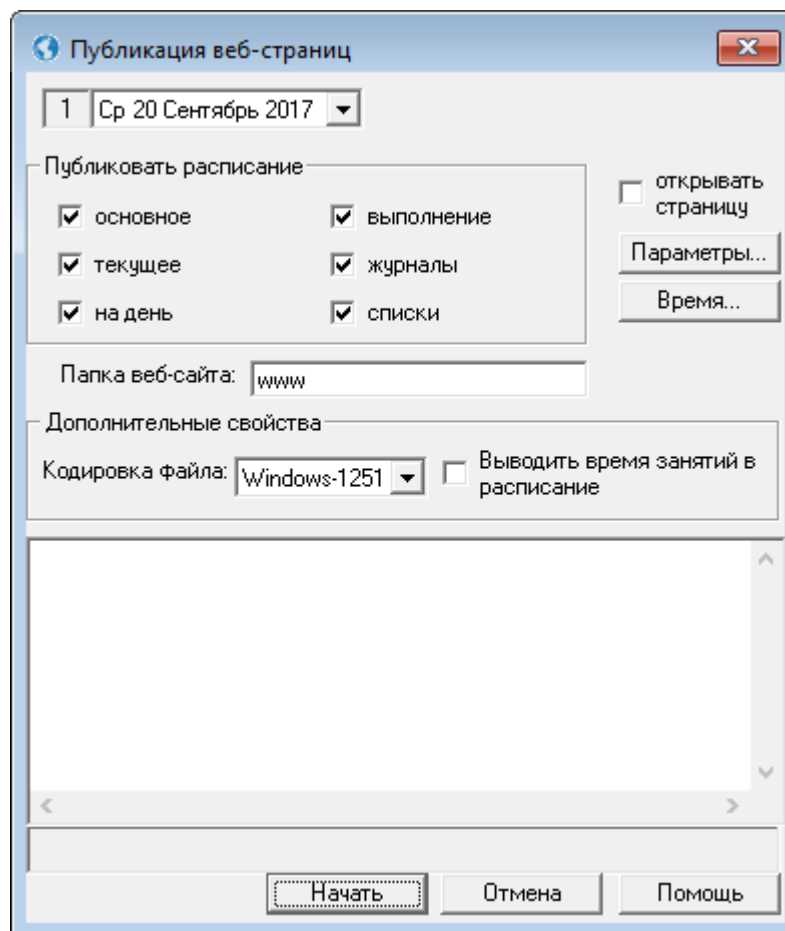 Публикация веб-страниц
1 Ср 20 Сентябрь 2017
Публиковать расписание
основное
выполнение
текущее
журналы
на день
списки
открывать
страницу
Параметры...
Время...
Папка веб-сайта: www
Дополнительные свойства
Кодировка файла: Windows-1251
Выводить время занятий в
расписание
Начать
Отмена
Помощь